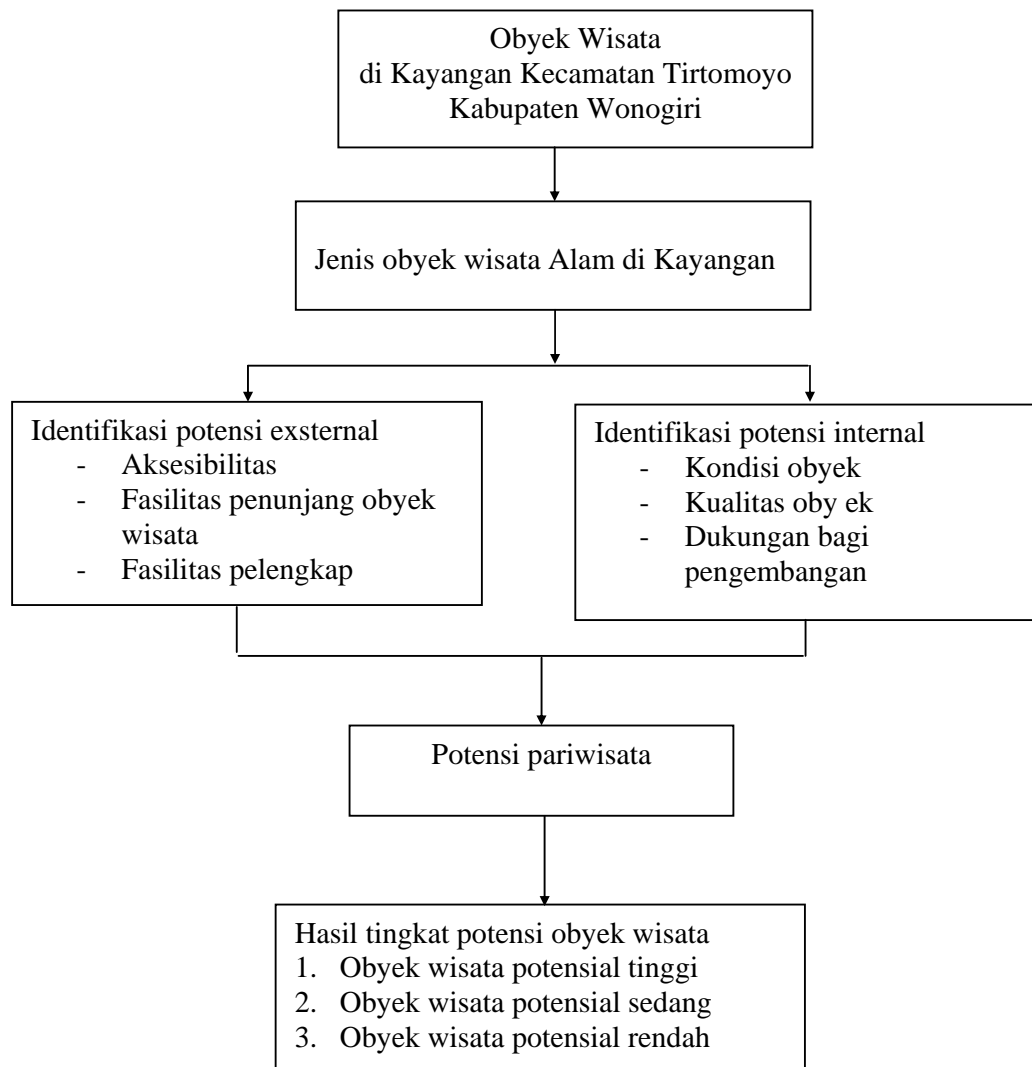 Obyek Wisata
di Kayangan Kecamatan Tirtomoyo
Kabupaten Wonogiri
Jenis obyek wisata Alam di Kayangan
Identifikasi potensi exsternal
- Aksesibilitas
- Fasilitas penunjang obyek
wisata
- Fasilitas pelengkap
Identifikasi potensi internal
- Kondisi obyek
- Kualitas oby ek
- Dukungan bagi
pengembangan
Potensi pariwisata
Hasil tingkat potensi obyek wisata
1. Obyek wisata potensial tinggi
2. Obyek wisata potensial sedang
3. Obyek wisata potensial rendah